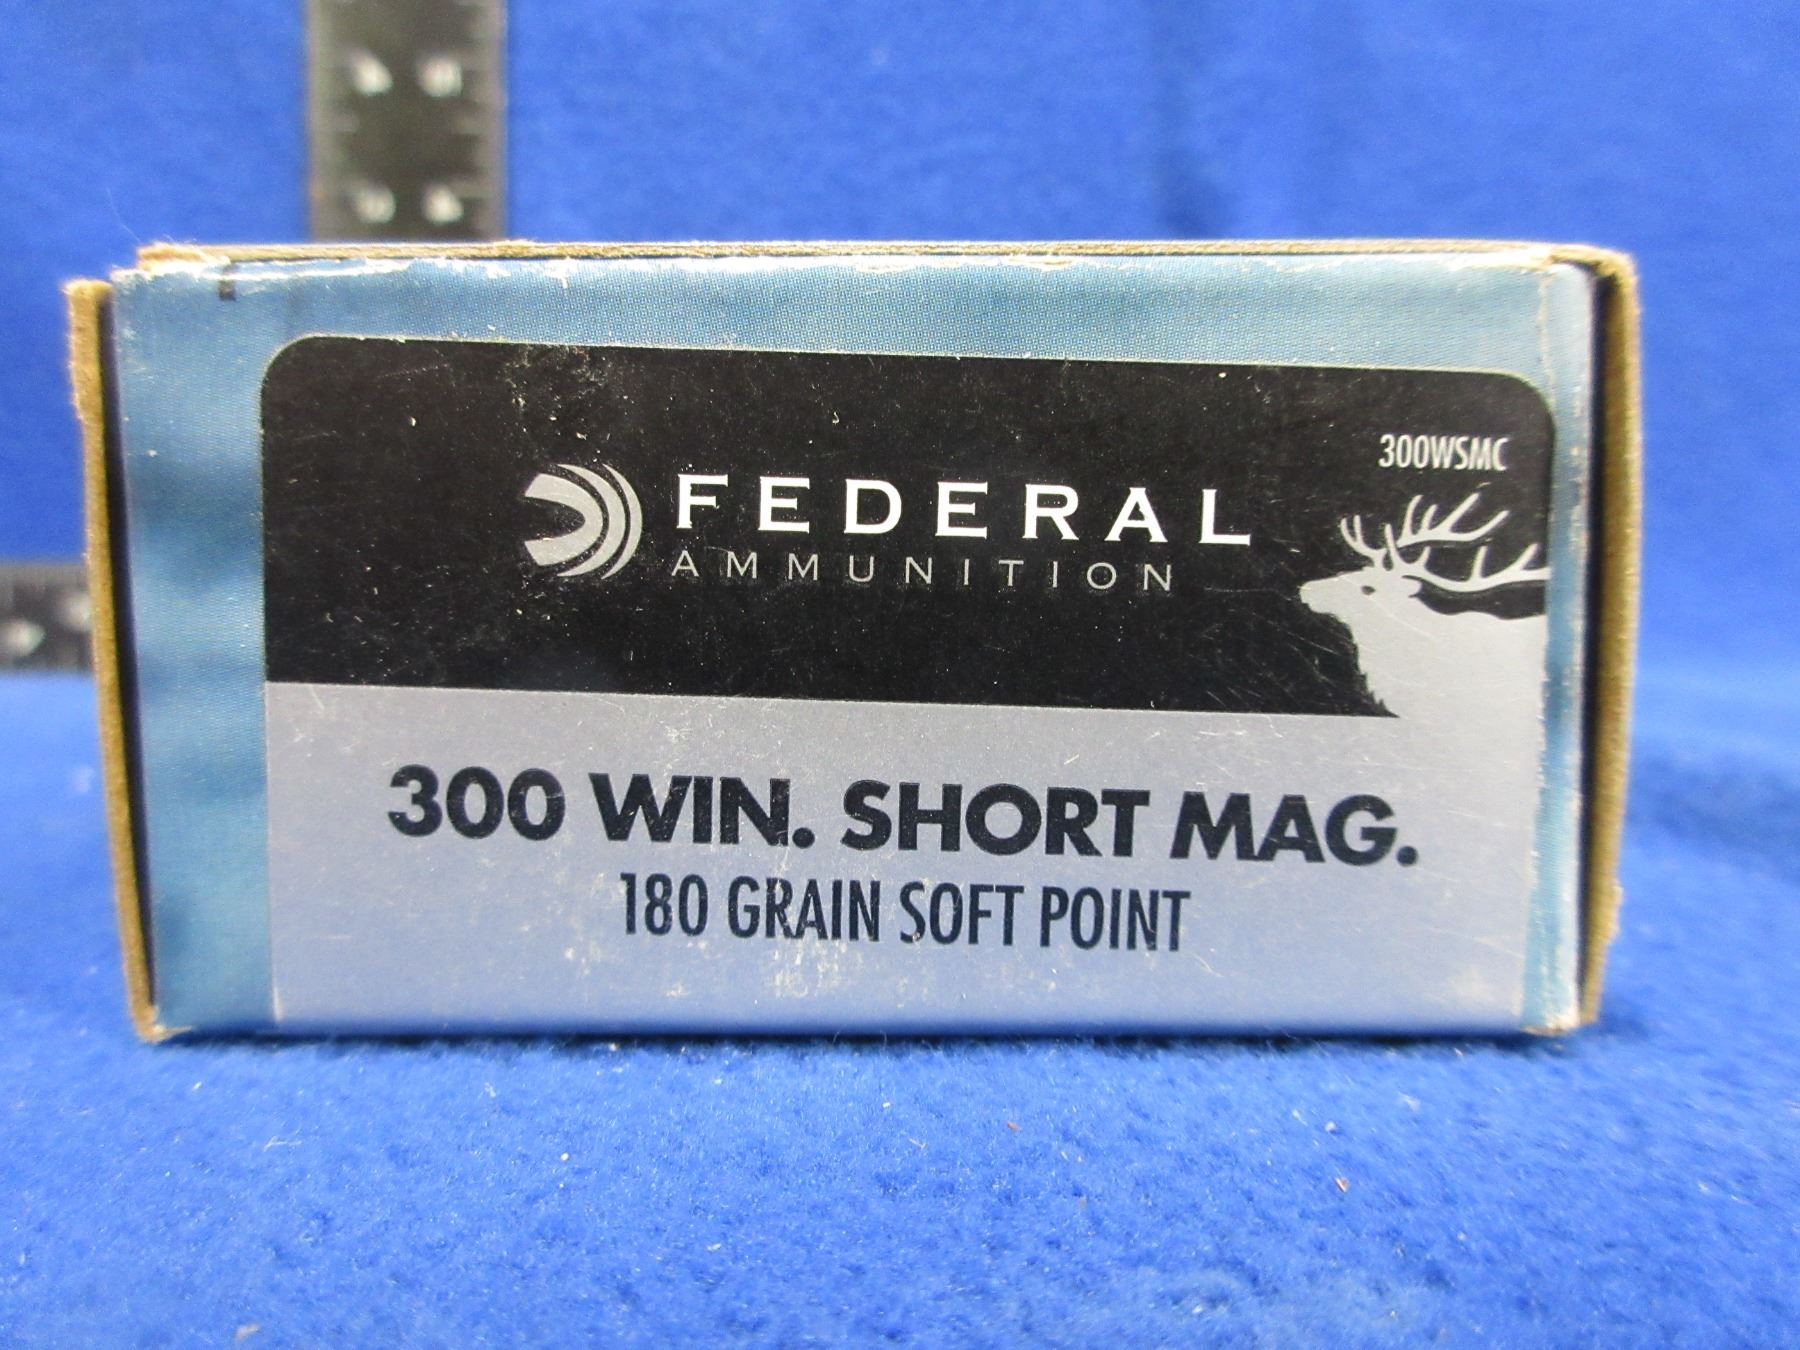 300WSMC
FEDERAL
AMMUNITION
300 WIN. SHORT MAG.
180 GRAIN SOFT POINT